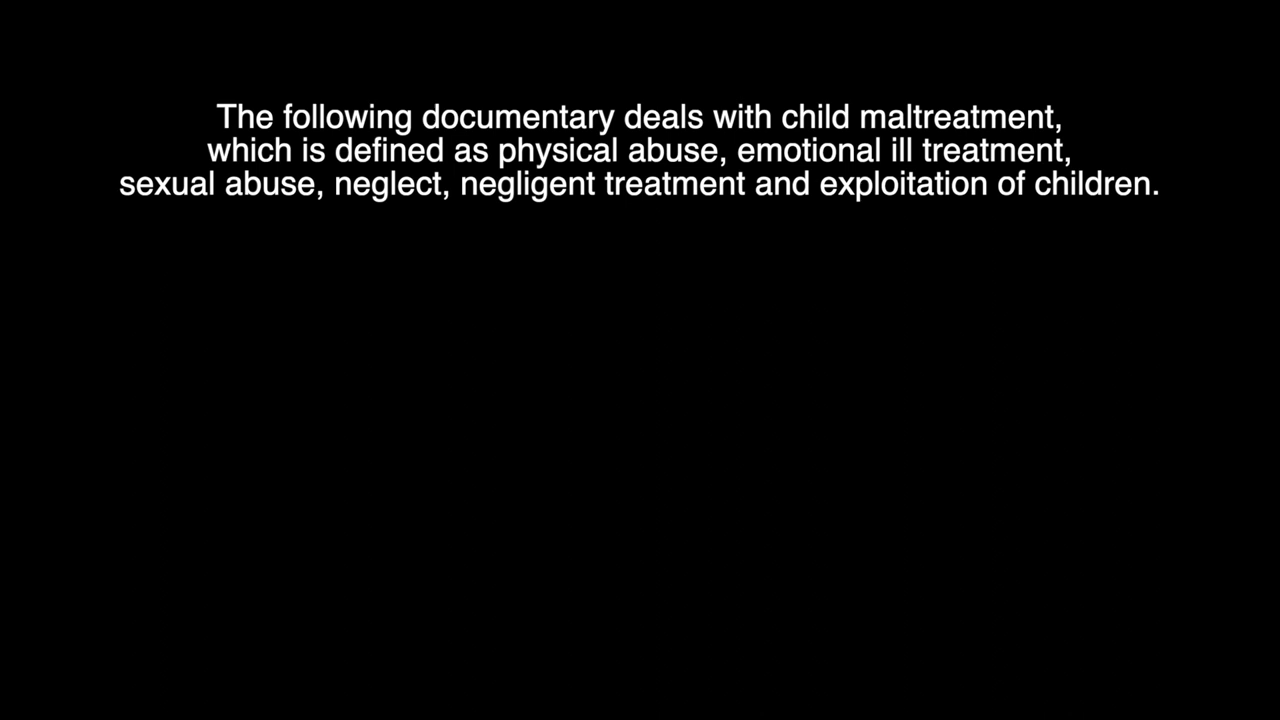 The following documentary deals with child maltreatment,
which is defined as physical abuse, emotional ill treatment,
sexual abuse, neglect, negligent treatment and exploitation of children.